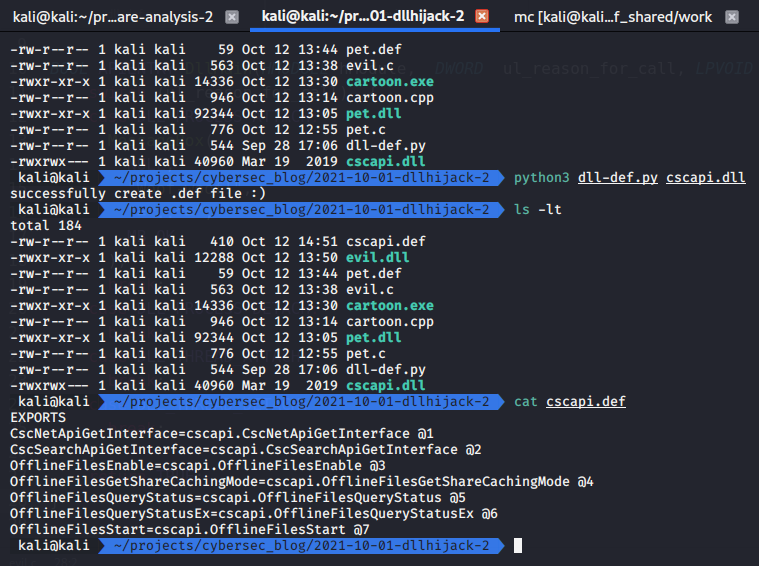 kali@kali:~/pr...are-analysis-2
kali@kali:~/pr...01-dllhijack-2
mc [kali@kali...f_shared/work
DWORD ul_reason_for_call, LPVOID
-rw-r--r-- 1 kali kali 59 Oct 12 13:44 pet.def
-rw-r--r-- 1 kali kali 563 Oct 12 13:38 evil.c
-rwxr-xr-x 1 kali kali 14336 Oct 12 13:30 cartoon.exe
-rw-r--r-- 1 kali kali 946 Oct 12 13:14 cartoon.cpp
-rwxr-xr-x 1 kali kali 92344 Oct 12 13:05 pet.dll
-rw-r--r-- 1 kali kali 776 Oct 12 12:55 pet.c
-rw-r--r-- 1 kali kali 544 Sep 28 17:06 dll-def.py
-rwxrwx--- 1 kali kali 40960 Mar 19 2019 cscapi.dll
kali@kali ~/projects/cybersec_blog/2021-10-01-dllhijack-2 python3 dll-def.py cscapi.dll
successfully create .def file :)
kali@kali ~/projects/cybersec_blog/2021-10-01-dllhijack-2 ls -lt
total 184
-rw-r--r-- 1 kali kali 410 Oct 12 14:51 cscapi.def
-rwxr-xr-x 1 kali kali 12288 Oct 12 13:50 evil.dll
-rw-r--r-- 1 kali kali 59 Oct 12 13:44 pet.def
-rw-r--r-- 1 kali kali 563 Oct 12 13:38 evil.c
-rwxr-xr-x 1 kali kali 14336 Oct 12 13:30 cartoon.exe
-rw-r--r-- 1 kali kali 946 Oct 12 13:14 cartoon.cpp
-rwxr-xr-x 1 kali kali 92344 Oct 12 13:05 pet.dll
-rw-r--r-- 1 kali kali 776 Oct 12 12:55 pet.c
-rw-r--r-- 1 kali kali 544 Sep 28 17:06 dll-def.py
-rwxrwx--- 1 kali kali 40960 Mar 19 2019 cscapi.dll
kali@kali ~/projects/cybersec_blog/2021-10-01-dllhijack-2 cat cscapi.def
EXPORTS
CscNetApiGetInterface=cscapi.CscNetApiGetInterface @1
CscSearchApiGetInterface=cscapi.CscSearchApiGetInterface @2
OfflineFilesEnable=cscapi.OfflineFilesEnable @3
OfflineFilesGetShareCachingMode=cscapi.OfflineFilesGetShareCachingMode @4
OfflineFilesQueryStatus=cscapi.OfflineFilesQueryStatus @5
OfflineFilesQueryStatusEx=cscapi.OfflineFilesQueryStatusEx @6
OfflineFilesStart=cscapi.OfflineFilesStart @7
kali@kali ~/projects/cybersec_blog/2021-10-01-dllhijack-2